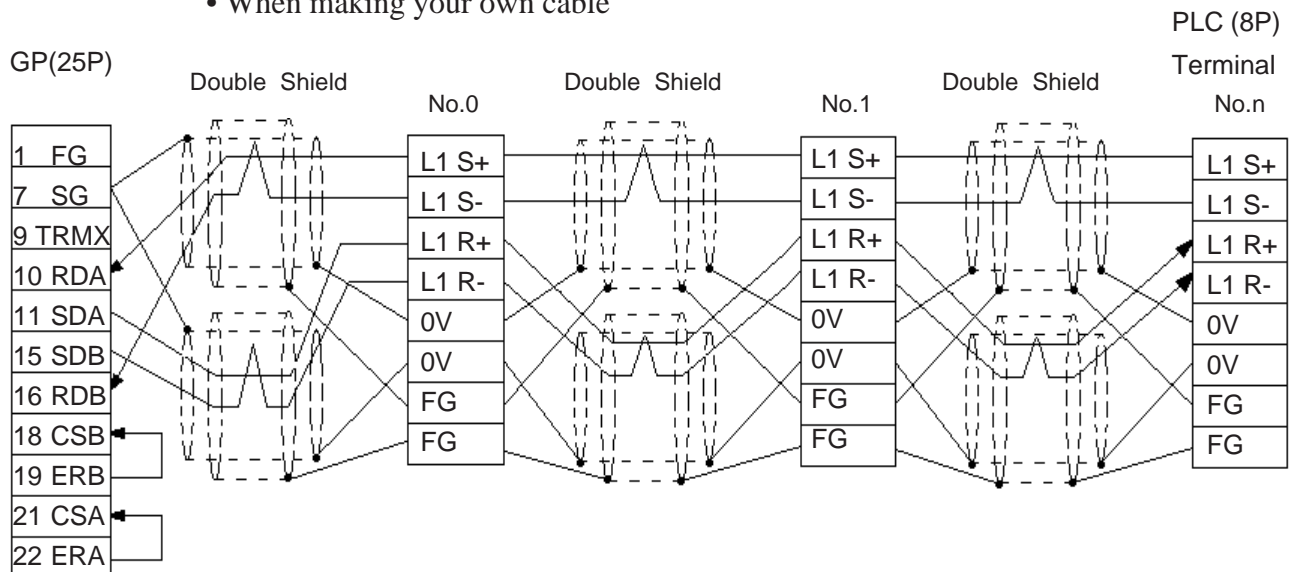 • When making your own cable
PLC (8P)
GP(25P)
Terminal
Double Shield
Double Shield
Double Shield
No.0
No.1
No.n
1 FG
7 SG
9 TRMX
10 RDA
11 SDA
15 SDB
16 RDB
18 CSB
19 ERB
21 CSA
22 ERA
L1 S+
L1 S-
L1 R+
L1 R-
0V
0V
FG
FG
L1 S+
L1 S-
L1 R+
L1 R-
0V
0V
FG
FG
L1 S+
L1 S-
L1 R+
L1 R-
0V
0V
FG
FG